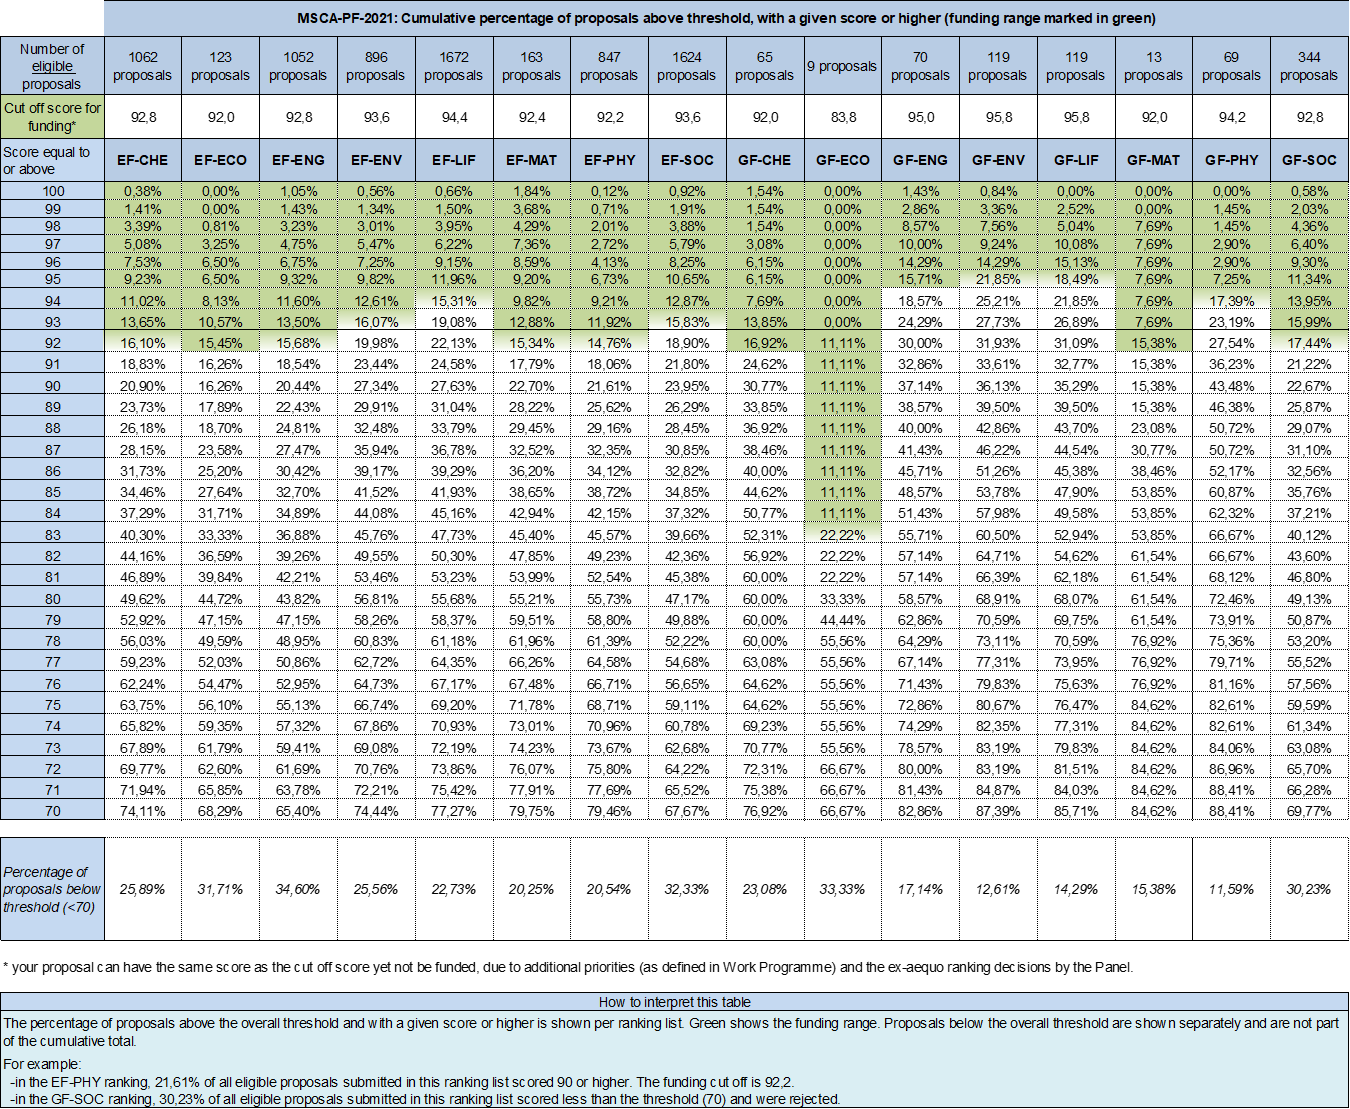 MSCA-PF-2021: Cumulative percentage of proposals above threshold, with a given score or higher (funding range marked in green)
Number of eligible proposals 1062 proposals 123 proposals 1052 proposals 896 proposals 1672 proposals 163 proposals 847 proposals 1624 proposals 65 proposals 9 proposals 70 proposals 119 proposals 119 proposals 13 proposals 69 proposals 344 proposals
Cut off score for funding* 92,8 92,0 92,8 93,6 94,4 92,4 92,2 93,6 92,0 83,8 95,0 95,8 95,8 92,0 94,2 92,8
Score equal to or above EF-CHE EF-ECO EF-ENG EF-ENV EF-LIF EF-MAT EF-PHY EF-SOC GF-CHE GF-ECO GF-ENG GF-ENV GF-LIF GF-MAT GF-PHY GF-SOC
100 0,38% 0,00% 1,05% 0,56% 0,66% 1,84% 0,12% 0,92% 1,54% 0,00% 1,43% 0,84% 0,00% 0,00% 0,00% 0,58%
99 1,41% 0,00% 1,43% 1,34% 1,50% 3,68% 0,71% 1,91% 1,54% 0,00% 2,86% 3,36% 2,52% 0,00% 1,45% 2,03%
98 3,39% 0,81% 3,23% 3,01% 3,95% 4,29% 2,01% 3,88% 1,54% 0,00% 8,57% 7,56% 5,04% 7,69% 1,45% 4,36%
97 5,08% 3,25% 4,75% 5,47% 6,22% 7,36% 2,72% 5,79% 3,08% 0,00% 10,00% 9,24% 10,08% 7,69% 2,90% 6,40%
96 7,53% 6,50% 6,75% 7,25% 9,15% 8,59% 4,13% 8,25% 6,15% 0,00% 14,29% 14,29% 15,13% 7,69% 2,90% 9,30%
95 9,23% 6,50% 9,32% 9,82% 11,96% 9,20% 6,73% 10,65% 6,15% 0,00% 15,71% 21,85% 18,49% 7,69% 7,25% 11,34%
94 11,02% 8,13% 11,60% 12,61% 15,31% 9,82% 9,21% 12,87% 7,69% 0,00% 18,57% 25,21% 21,85% 7,69% 17,39% 13,95%
93 13,65% 10,57% 13,50% 16,07% 19,08% 12,88% 11,92% 15,83% 13,85% 0,00% 24,29% 27,73% 26,89% 7,69% 23,19% 15,99%
92 16,10% 15,45% 15,68% 19,98% 22,13% 15,34% 14,76% 18,90% 16,92% 11,11% 30,00% 31,93% 31,09% 15,38% 27,54% 17,44%
91 18,83% 16,26% 18,54% 23,44% 24,58% 17,79% 18,06% 21,80% 24,62% 11,11% 32,86% 33,61% 32,77% 15,38% 36,23% 21,22%
90 20,90% 16,26% 20,44% 27,34% 27,63% 22,70% 21,61% 23,95% 30,77% 11,11% 37,14% 36,13% 35,29% 15,38% 43,48% 22,67%
89 23,73% 17,89% 22,43% 29,91% 31,04% 28,22% 25,62% 26,29% 33,85% 11,11% 38,57% 39,50% 39,50% 15,38% 46,38% 25,87%
88 26,18% 18,70% 24,81% 32,48% 33,79% 29,45% 29,16% 28,45% 36,92% 11,11% 40,00% 42,86% 43,70% 23,08% 50,72% 29,07%
87 28,15% 23,58% 27,47% 35,94% 36,78% 32,52% 32,35% 30,85% 38,46% 11,11% 41,43% 46,22% 44,54% 30,77% 50,72% 31,10%
86 31,73% 25,20% 30,42% 39,17% 39,29% 36,20% 34,12% 32,82% 40,00% 11,11% 45,71% 51,26% 45,38% 38,46% 52,17% 32,56%
85 34,46% 27,64% 32,70% 41,52% 41,93% 38,65% 38,72% 34,85% 44,62% 11,11% 48,57% 53,78% 47,90% 53,85% 60,87% 35,76%
84 37,29% 31,71% 34,89% 44,08% 45,16% 42,94% 42,15% 37,32% 50,77% 11,11% 51,43% 57,98% 49,58% 53,85% 62,32% 37,21%
83 40,30% 33,33% 36,88% 45,76% 47,73% 45,40% 45,57% 39,66% 52,31% 22,22% 55,71% 60,50% 52,94% 53,85% 66,67% 40,12%
82 44,16% 36,59% 39,26% 49,55% 50,30% 47,85% 49,23% 42,36% 56,92% 22,22% 57,14% 64,71% 54,62% 61,54% 66,67% 43,60%
81 46,89% 39,84% 42,21% 53,46% 53,23% 53,99% 52,54% 45,38% 60,00% 22,22% 57,14% 66,39% 62,18% 61,54% 68,12% 46,80%
80 49,62% 44,72% 43,82% 56,81% 55,68% 55,21% 55,73% 47,17% 60,00% 33,33% 58,57% 68,91% 68,07% 61,54% 72,46% 49,13%
79 52,92% 47,15% 47,15% 58,26% 58,37% 59,51% 58,80% 49,88% 60,00% 44,44% 62,86% 70,59% 69,75% 61,54% 73,91% 50,87%
78 56,03% 49,59% 48,95% 60,83% 61,18% 61,96% 61,39% 52,22% 60,00% 55,56% 64,29% 73,11% 70,59% 76,92% 75,36% 53,20%
77 59,23% 52,03% 50,86% 62,72% 64,35% 66,26% 64,58% 54,68% 63,08% 55,56% 67,14% 77,31% 73,95% 76,92% 79,71% 55,52%
76 62,24% 54,47% 52,95% 64,73% 67,17% 67,48% 66,71% 56,65% 64,62% 55,56% 71,43% 79,83% 75,63% 76,92% 81,16% 57,56%
75 63,75% 56,10% 55,13% 66,74% 69,20% 71,78% 68,71% 59,11% 64,62% 55,56% 72,86% 80,67% 76,47% 84,62% 82,61% 59,59%
74 65,82% 59,35% 57,32% 67,86% 70,93% 73,01% 70,96% 60,78% 69,23% 55,56% 74,29% 82,35% 77,31% 84,62% 82,61% 61,34%
73 67,89% 61,79% 59,41% 69,08% 72,19% 74,23% 73,67% 62,68% 70,77% 55,56% 78,57% 83,19% 79,83% 84,62% 84,06% 63,08%
72 69,77% 62,60% 61,69% 70,76% 73,86% 76,07% 75,80% 64,22% 72,31% 66,67% 80,00% 83,19% 81,51% 84,62% 86,96% 65,70%
71 71,94% 65,85% 63,78% 72,21% 75,42% 77,91% 77,69% 65,52% 75,38% 66,67% 81,43% 84,87% 84,03% 84,62% 88,41% 66,28%
70 74,11% 68,29% 65,40% 74,44% 77,27% 79,75% 79,46% 67,67% 76,92% 66,67% 82,86% 87,39% 85,71% 84,62% 88,41% 69,77%
Percentage of proposals below threshold (<70) 25,89% 31,71% 34,60% 25,56% 22,73% 20,25% 20,54% 32,33% 23,08% 33,33% 17,14% 12,61% 14,29% 15,38% 11,59% 30,23%
* your proposal can have the same score as the cut off score yet not be funded, due to additional priorities (as defined in Work Programme) and the ex-aequo ranking decisions by the Panel.
How to interpret this table
The percentage of proposals above the overall threshold and with a given score or higher is shown per ranking list. Green shows the funding range. Proposals below the overall threshold are shown separately and are not part
of the cumulative total.
For example:
-in the EF-PHY ranking, 21,61% of all eligible proposals submitted in this ranking list scored 90 or higher. The funding cut off is 92,2.
-in the GF-SOC ranking, 30,23% of all eligible proposals submitted in this ranking list scored less than the threshold (70) and were rejected.